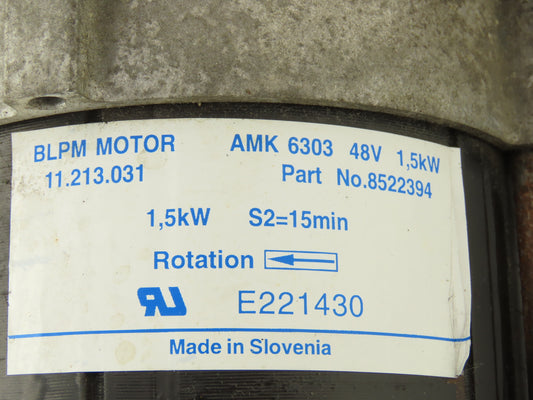 BLPM MOTOR AMK 6303 48V 1,5kW
11.213.031 Part No.8522394
1,5kW S2=15min
Rotation
E221430
Made in Slovenia